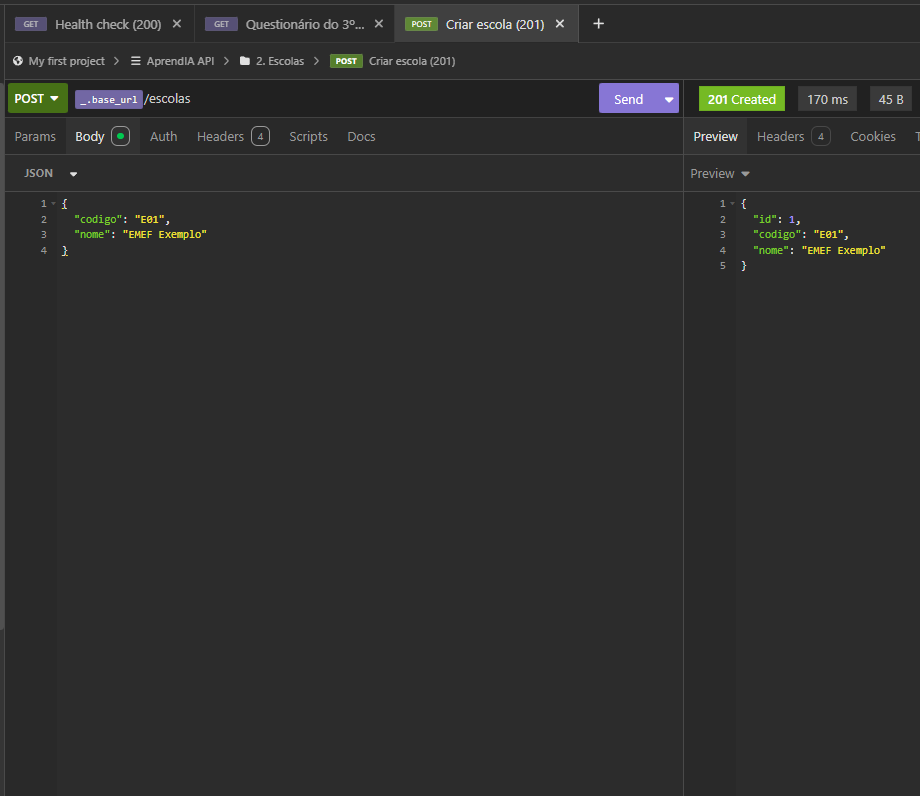 GET Health check (200) × GET Questionário do 3º... × POST Criar escola (201) × +
My first project > AprendIA API > 2. Escolas > POST Criar escola (201)
POST _.base_url /escolas Send 201 Created 170 ms 45 B
Params Body Auth Headers 4 Scripts Docs Preview Headers 4 Cookies
JSON Preview
1 {
2 "codigo": "E01",
3 "nome": "EMEF Exemplo"
4 }
1 {
2 "id": 1,
3 "codigo": "E01",
4 "nome": "EMEF Exemplo"
5 }